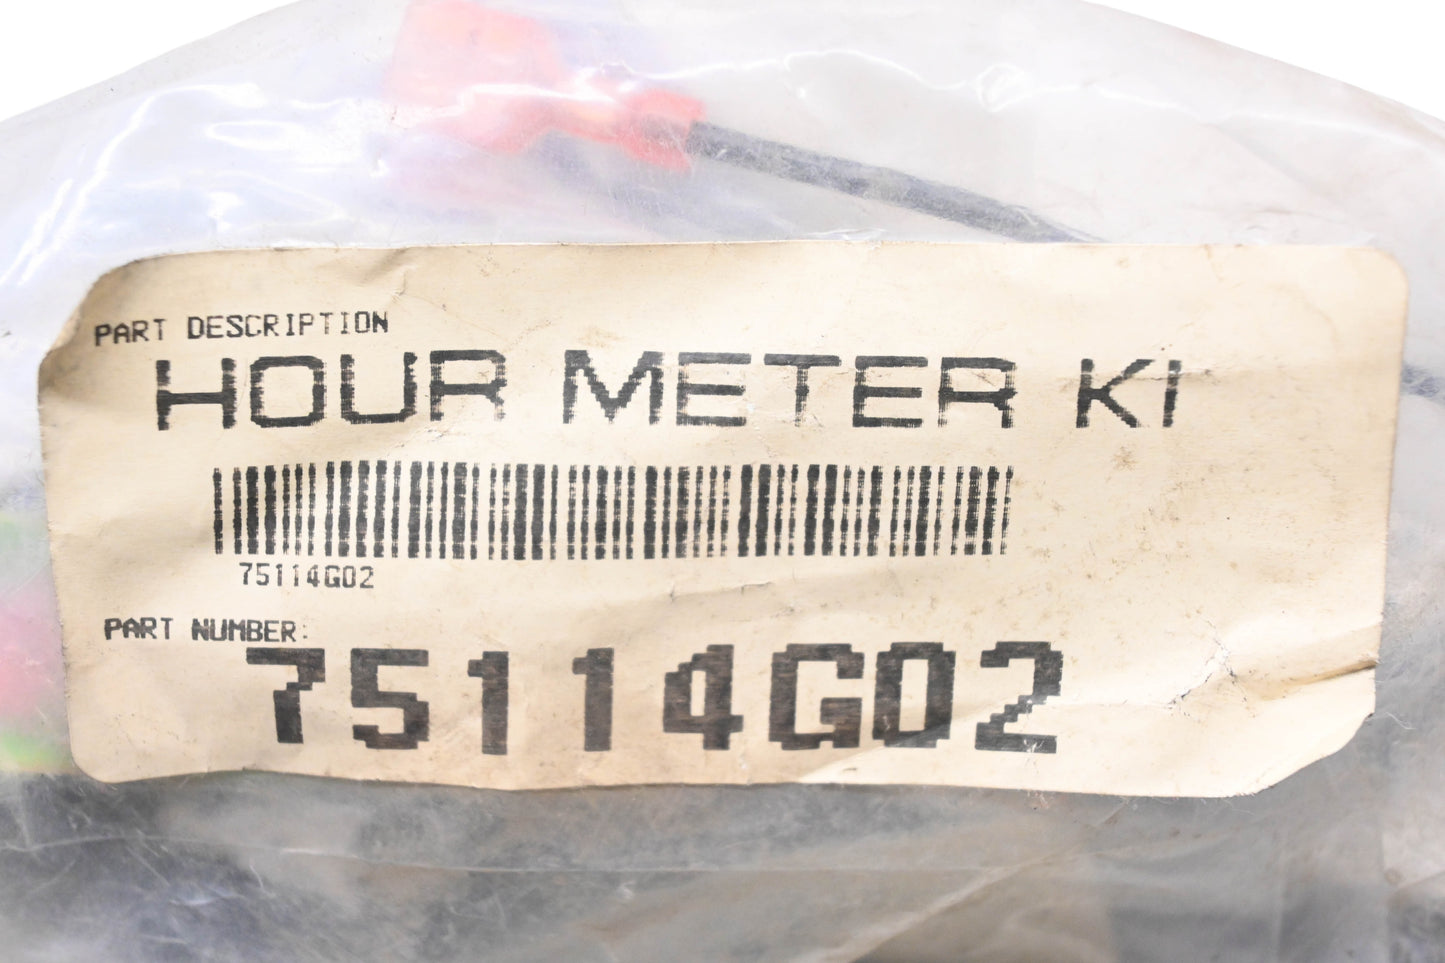 PART DESCRIPTION
HOUR METER KI
75114G02
PART NUMBER:
75114G02